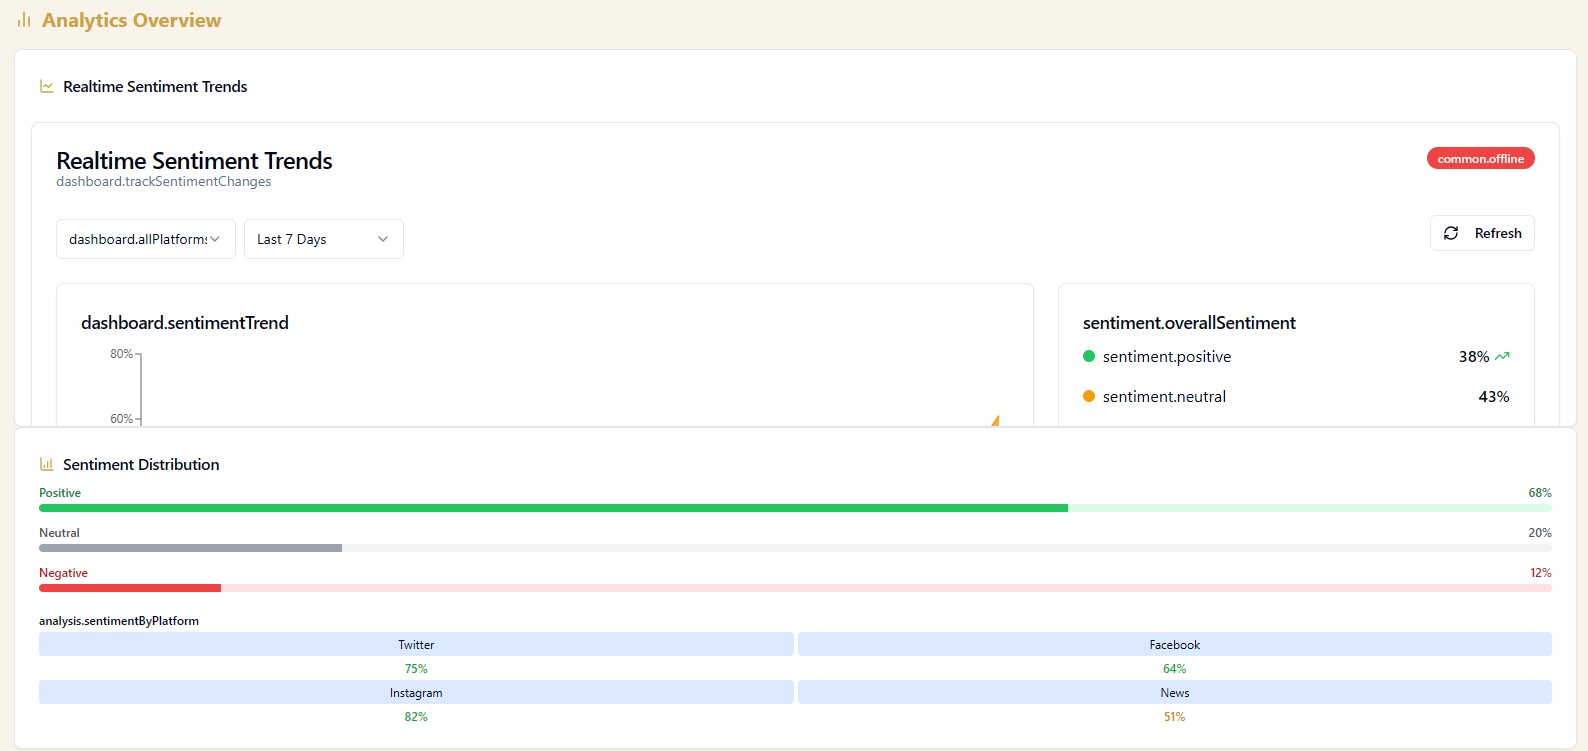 Analytics Overview
Realtime Sentiment Trends
Realtime Sentiment Trends
common.offline
dashboard.trackSentimentChanges
dashboard.allPlatforms
Last 7 Days
Refresh
dashboard.sentimentTrend
80%
60%
sentiment.overallSentiment
sentiment.positive 38%
sentiment.neutral 43%
Sentiment Distribution
Positive 68%
Neutral 20%
Negative 12%
analysis.sentimentByPlatform
Twitter Facebook
75% 64%
Instagram News
82% 51%